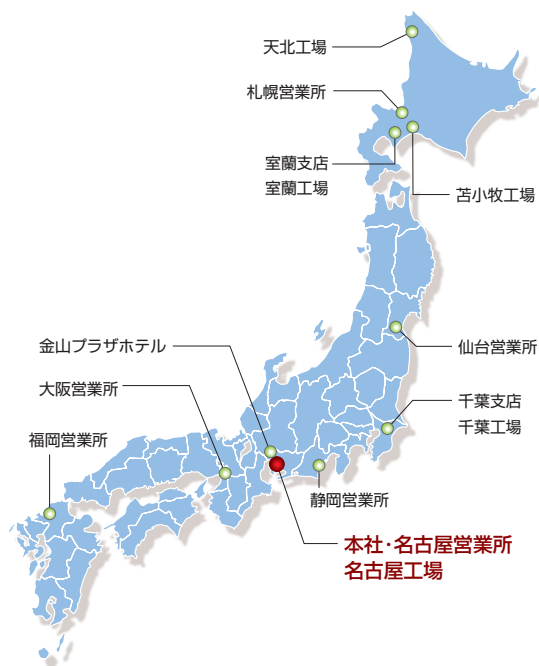 天北工場
札幌営業所
室蘭支店
室蘭工場
苫小牧工場
仙台営業所
金山プラザホテル
大阪営業所
千葉支店
千葉工場
福岡営業所
静岡営業所
本社・名古屋営業所
名古屋工場